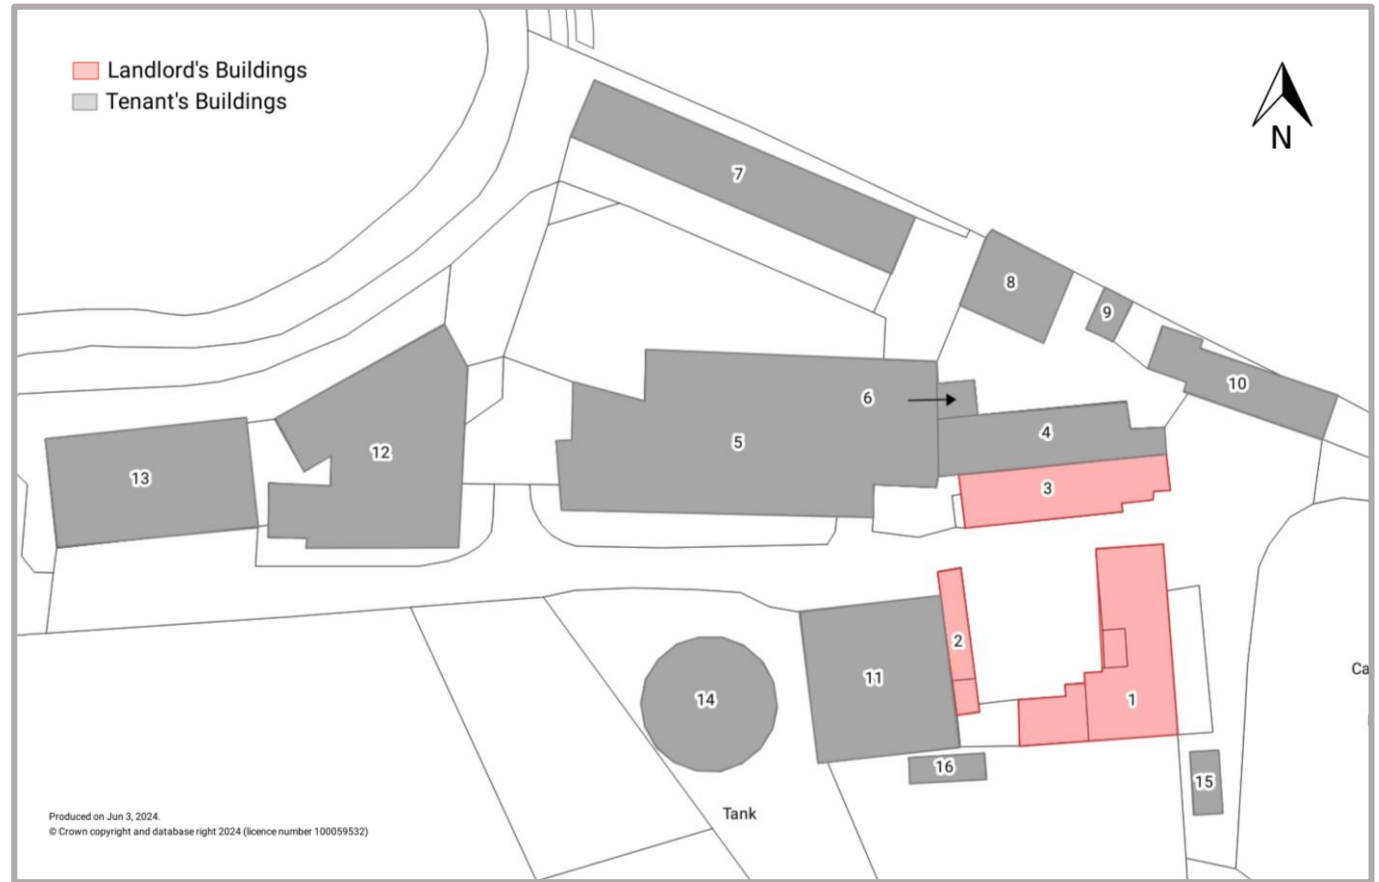 Landlord's Buildings
Tenant's Buildings
N
7
8
9
10
6
4
5
12
13
3
2
11
1
14
16
15
Ca
Tank
Produced on Jun 3, 2024.
© Crown copyright and database right 2024 (licence number 100059532)